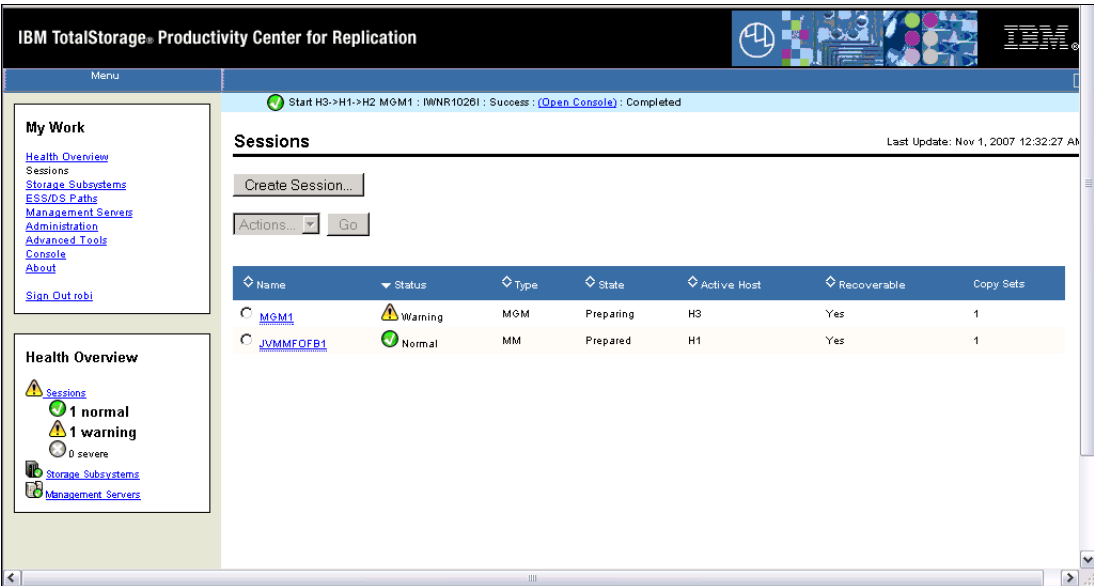 IBM TotalStorage® Productivity Center for Replication
IBM®
Menu
Start H3->H1->H2 MGM1 : IWNR1026I : Success : (Open Console) : Completed
My Work
Health Overview
Sessions
Storage Subsystems
ESS/DS Paths
Management Servers
Administration
Advanced Tools
Console
About
Sign Out robi
Health Overview
Sessions
1 normal
1 warning
0 severe
Storage Subsystems
Management Servers
Sessions
Last Update: Nov 1, 2007 12:32:27 AM
Create Session...
Actions... Go
Name Status Type State Active Host Recoverable Copy Sets
MGM1 Warning MGM Preparing H3 Yes 1
JVMMFOFB1 Normal MM Prepared H1 Yes 1